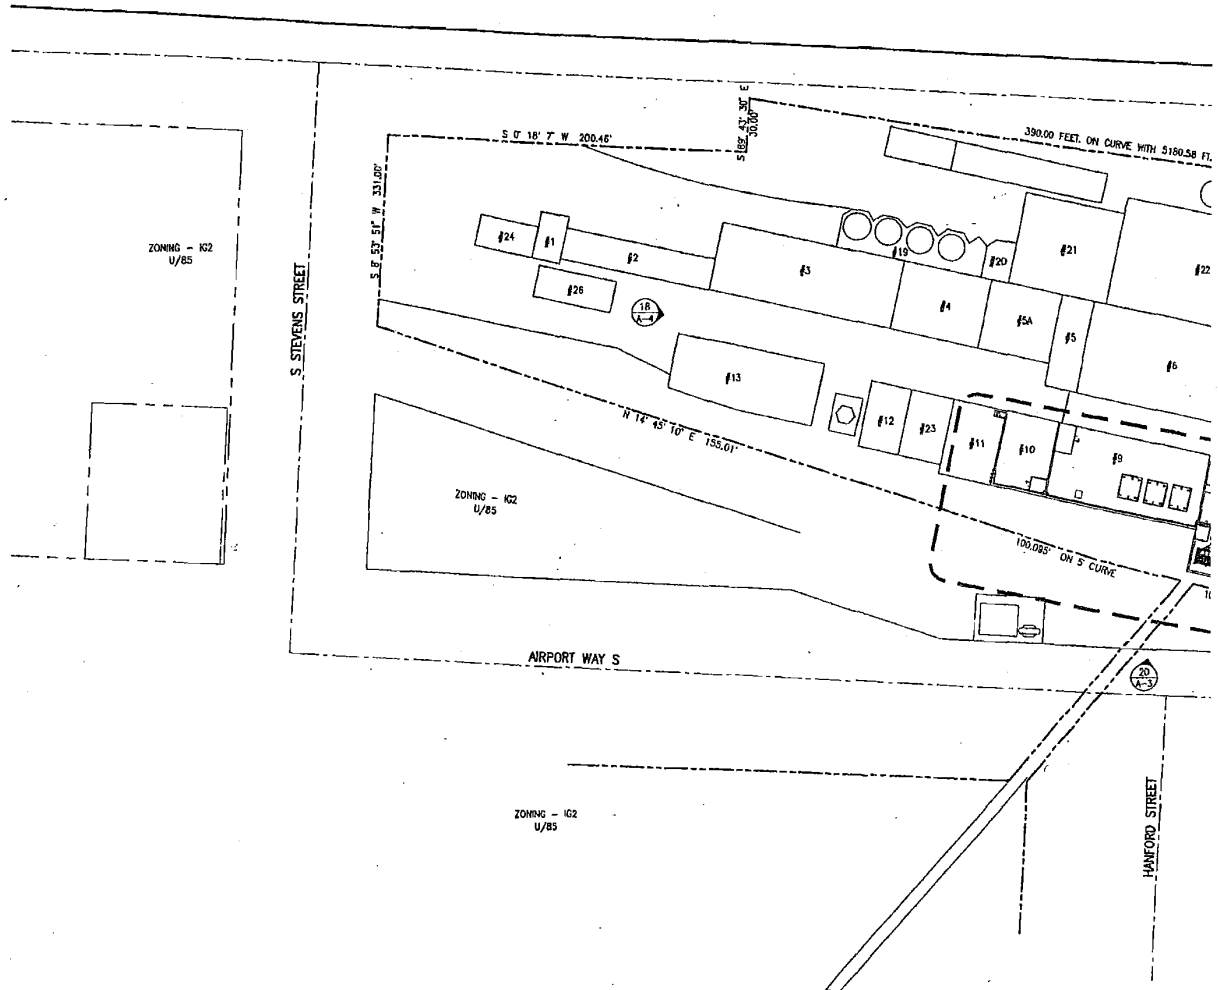 S 0° 18' 7" W 200.46'
S 89° 43' 30" E
30.00'
390.00 FEET. ON CURVE WITH 5180.58 FT.
S 8° 53' 51" W 331.00'
ZONING - IG2
U/85
S STEVENS STREET
#24
#1
#2
#26
18
A-4
#3
#19
#20
#21
#22
#4
#5A
#5
#6
#13
#12
#23
#11
#10
#9
N 14° 45' 10" E 155.01'
ZONING - IG2
U/85
100.095' ON 5° CURVE
10
AIRPORT WAY S
20
A-3
ZONING - IG2
U/85
HANFORD STREET